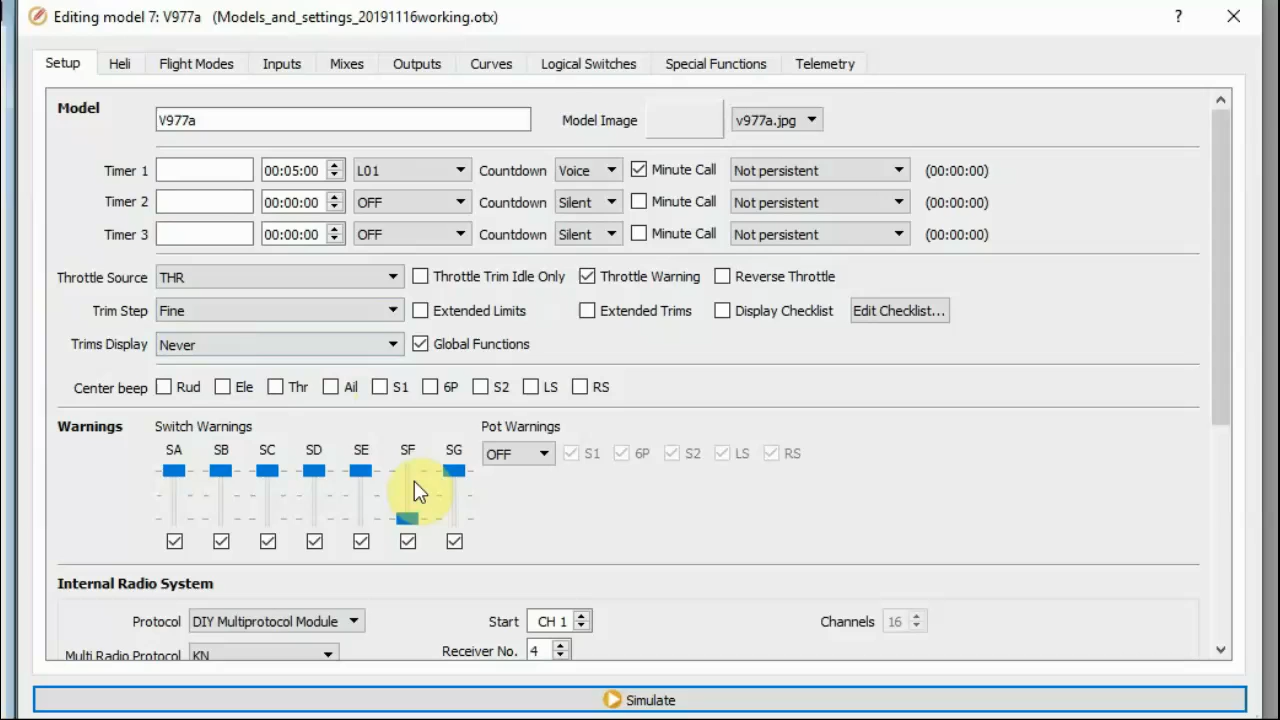 Editing model 7: V977a (Models_and_settings_20191116working.otx) ?
Setup Heli Flight Modes Inputs Mixes Outputs Curves Logical Switches Special Functions Telemetry
Model V977a Model Image v977a.jpg
Timer 1 00:05:00 L01 Countdown Voice Minute Call Not persistent (00:00:00)
Timer 2 00:00:00 OFF Countdown Silent Minute Call Not persistent (00:00:00)
Timer 3 00:00:00 OFF Countdown Silent Minute Call Not persistent (00:00:00)
Throttle Source THR Throttle Trim Idle Only Throttle Warning Reverse Throttle
Trim Step Fine Extended Limits Extended Trims Display Checklist Edit Checklist...
Trims Display Never Global Functions
Center beep Rud Ele Thr Ail S1 6P S2 LS RS
Warnings Switch Warnings Pot Warnings
SA SB SC SD SE SF SG OFF S1 6P S2 LS RS
Internal Radio System
Protocol DIY Multiprotocol Module Start CH 1 Channels 16
Multi Radio Protocol KN Receiver No. 4
Simulate